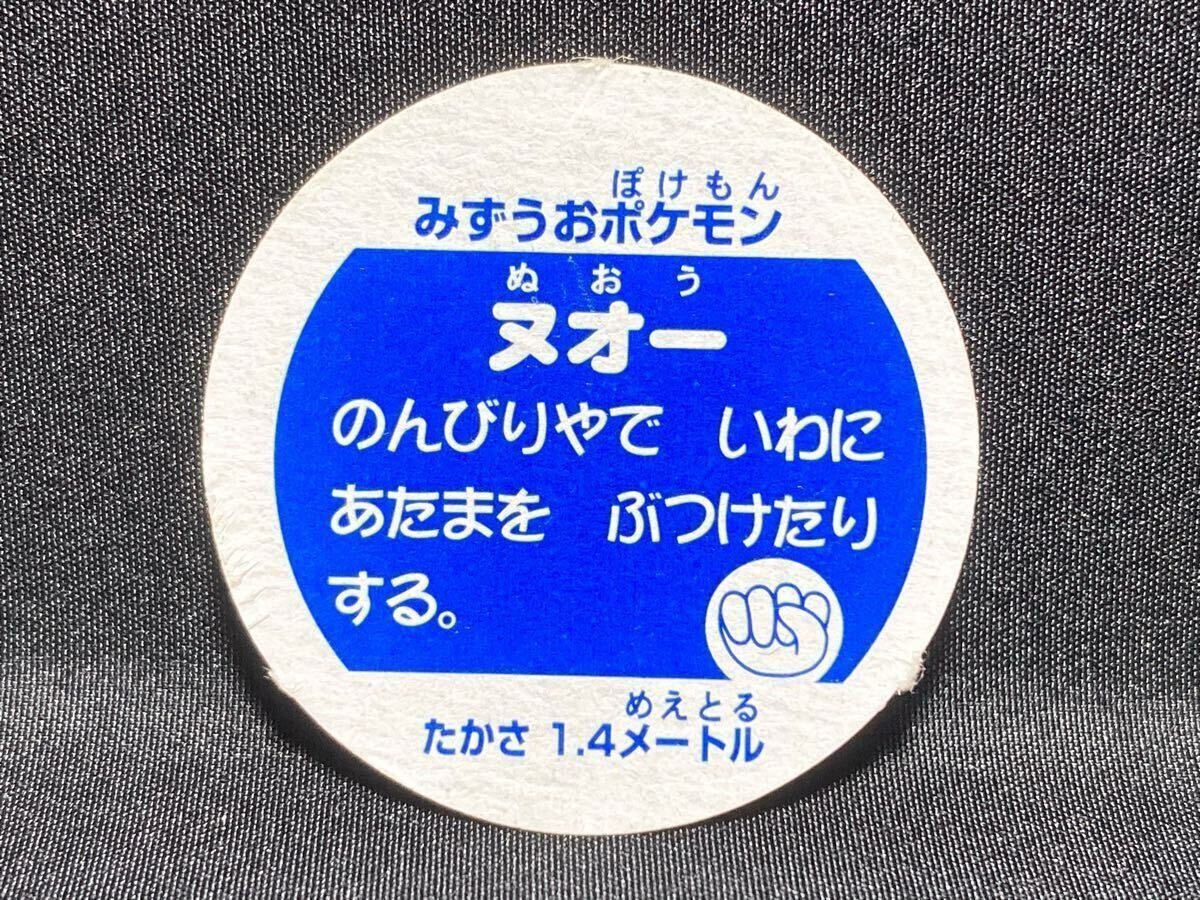 ぽけもん
みずうおポケモン
ぬおう
ヌオー
のんびりやで　いわに
あたまを　ぶつけたり
する。
めえとる
たかさ 1.4メートル